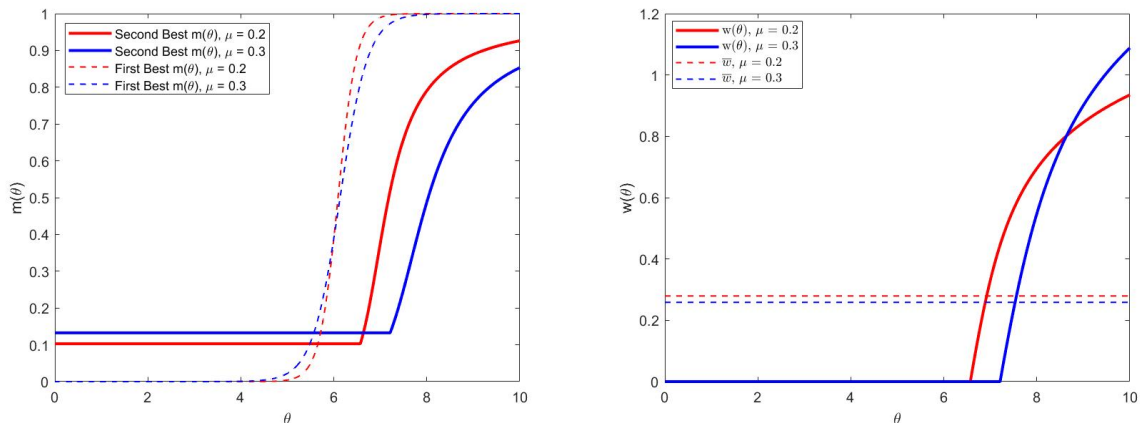 Second Best m(θ), μ = 0.2
Second Best m(θ), μ = 0.3
First Best m(θ), μ = 0.2
First Best m(θ), μ = 0.3
1
0.9
0.8
0.7
0.6
0.5
0.4
0.3
0.2
0.1
0
m(θ)
0 2 4 6 8 10
θ
w(θ), μ = 0.2
w(θ), μ = 0.3
w̅, μ = 0.2
w̅, μ = 0.3
1.2
1
0.8
0.6
0.4
0.2
0
w(θ)
0 2 4 6 8 10
θ